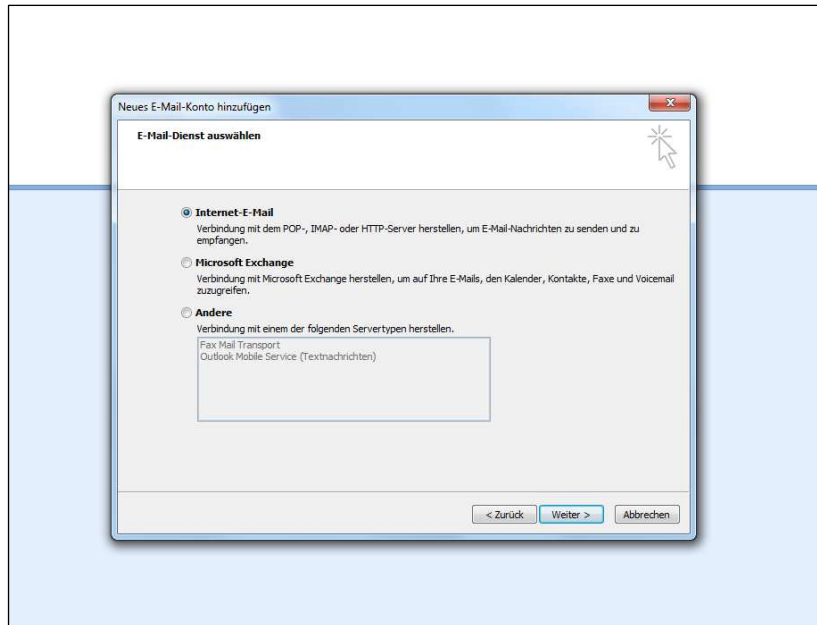 Neues E-Mail-Konto hinzufügen
E-Mail-Dienst auswählen
Internet-E-Mail
Verbindung mit dem POP-, IMAP- oder HTTP-Server herstellen, um E-Mail-Nachrichten zu senden und zu
empfangen.
Microsoft Exchange
Verbindung mit Microsoft Exchange herstellen, um auf Ihre E-Mails, den Kalender, Kontakte, Faxe und Voicemail
zuzugreifen.
Andere
Verbindung mit einem der folgenden Servertypen herstellen.
Fax Mail Transport
Outlook Mobile Service (Textnachrichten)
< Zurück Weiter > Abbrechen